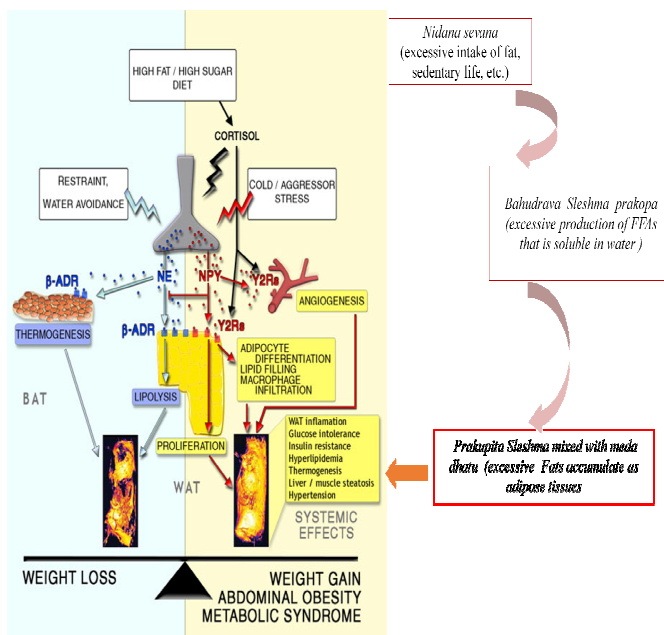 HIGH FAT / HIGH SUGAR
DIET
CORTISOL
RESTRAINT,
WATER AVOIDANCE
COLD / AGGRESSOR
STRESS
β-ADR
NE
NPY
Y2Rs
ANGIOGENESIS
THERMOGENESIS
β-ADR
Y2Rs
ADIPOCYTE
DIFFERENTIATION
LIPID FILLING
MACROPHAGE
INFILTRATION
BAT
LIPOLYSIS
PROLIFERATION
WAT
WAT inflamation
Glucose intolerance
Insulin resistance
Hyperlipidemia
Thermogenesis
Liver / muscle steatosis
Hypertension
SYSTEMIC
EFFECTS
WEIGHT LOSS
WEIGHT GAIN
ABDOMINAL OBESITY
METABOLIC SYNDROME
Nidana sevana
(excessive intake of fat,
sedentary life, etc.)
Bahudrava Sleshma prakopa
(excessive production of FFAs
that is soluble in water )
Prakupita Sleshma mixed with meda
dhatu (excessive Fats accumulate as
adipose tissues